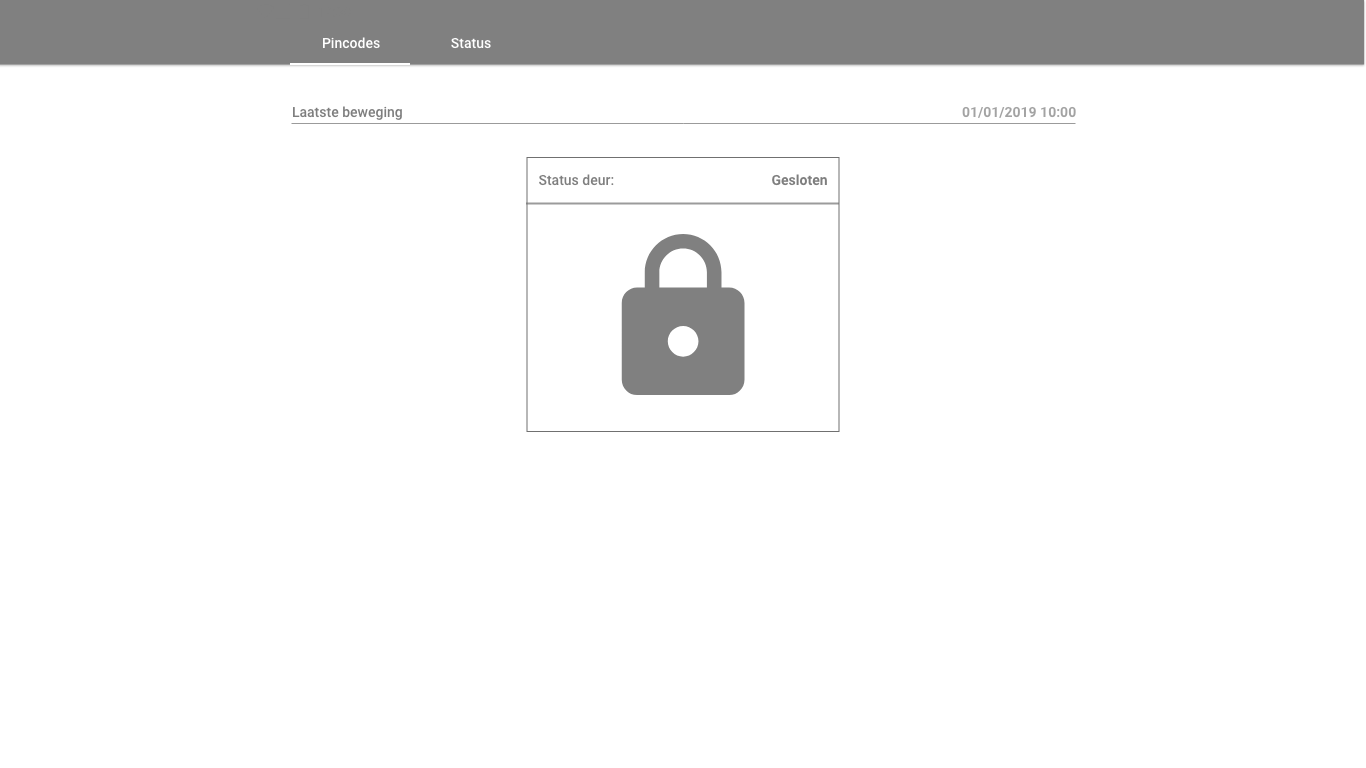 Pincodes Status
Laatste beweging 01/01/2019 10:00
Status deur: Gesloten